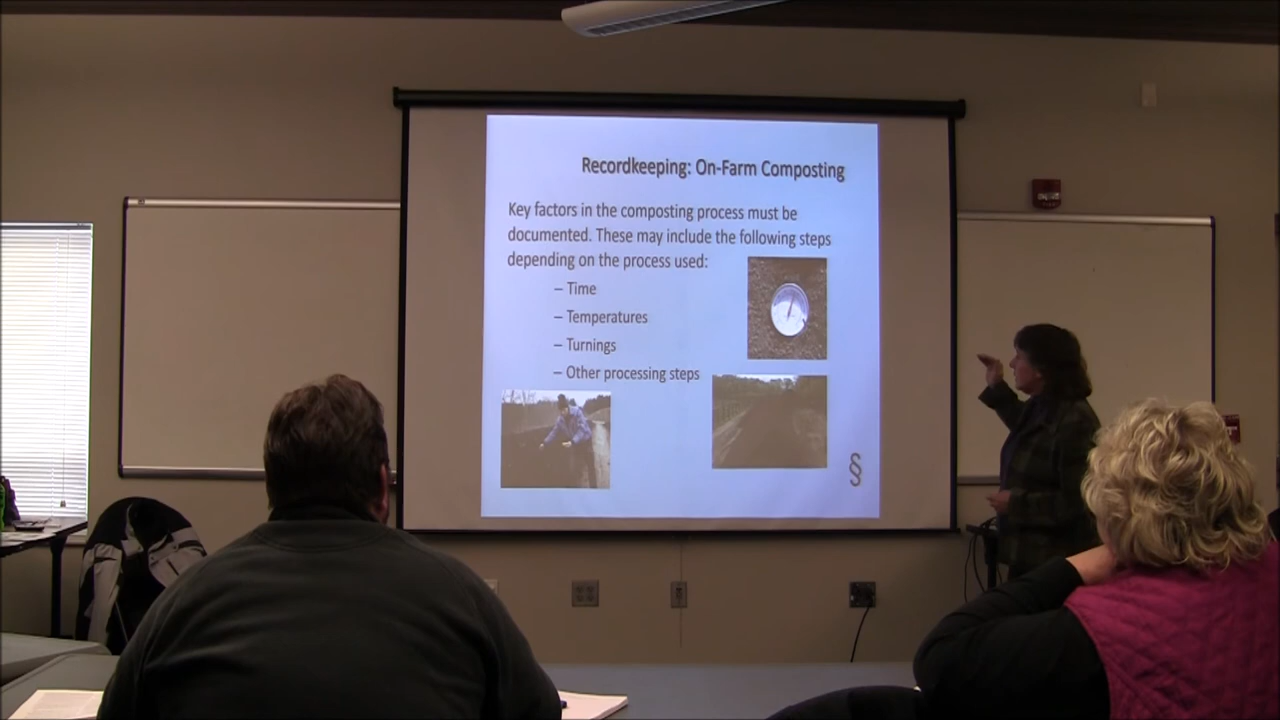 Recordkeeping: On-Farm Composting
Key factors in the composting process must be
documented. These may include the following steps
depending on the process used:
– Time
– Temperatures
– Turnings
– Other processing steps
§